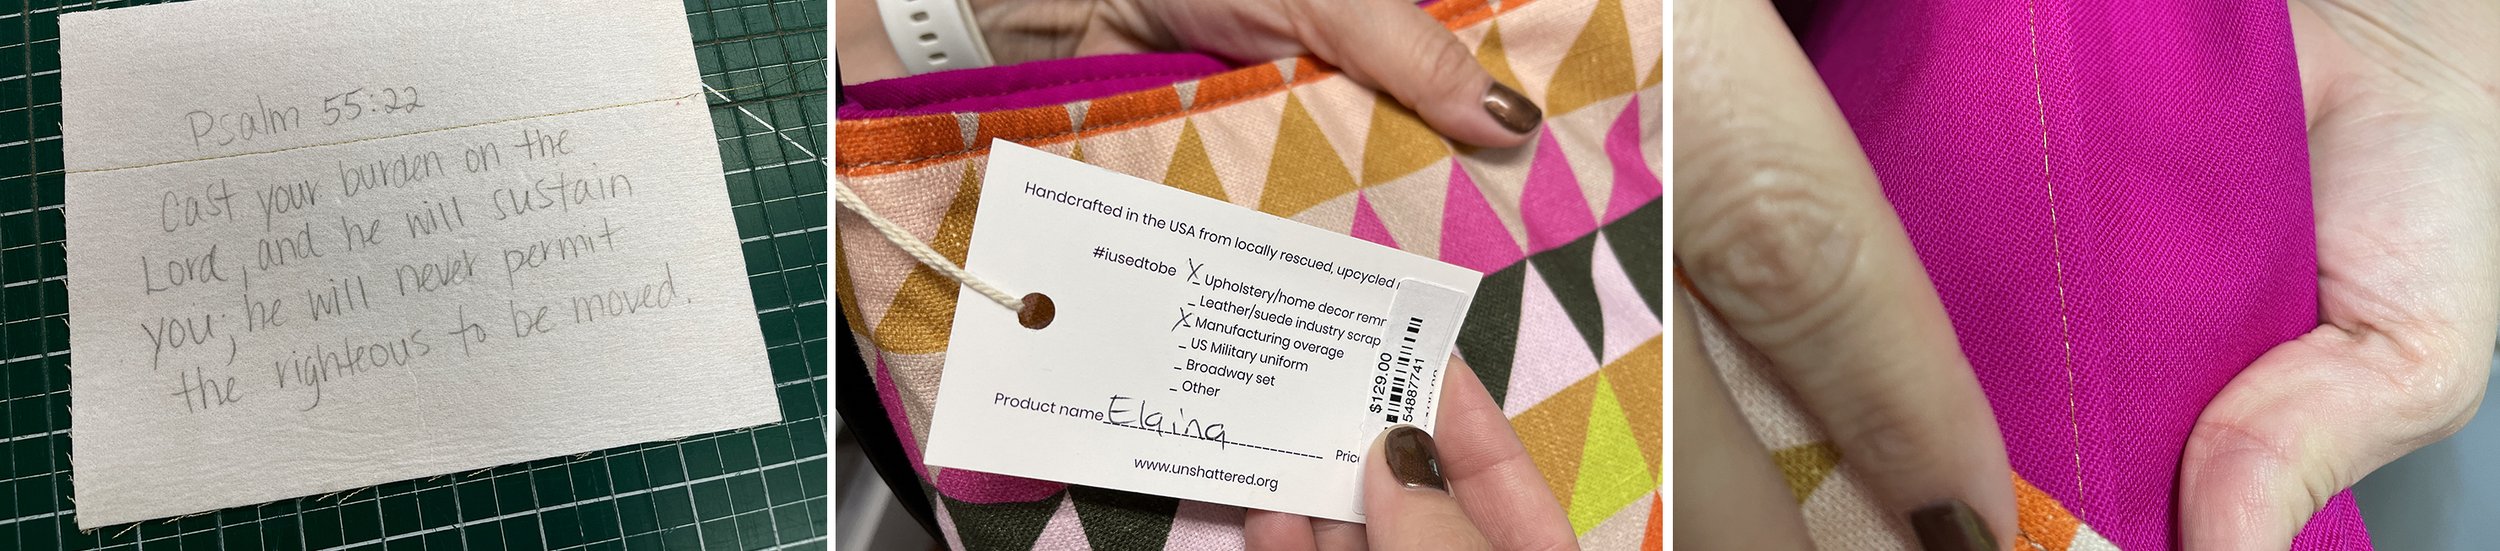 Psalm 55:22
Cast your burden on the
Lord, and he will sustain
you; he will never permit
the righteous to be moved.
Handcrafted in the USA from locally rescued, upcycled
#iusedtobe X Upholstery/home decor
_ Leather/suede industry scrap
X Manufacturing overage
_ US Military uniform
_ Broadway set
_ Other
Product name Elaina
www.unshattered.org
$129.00
54887741